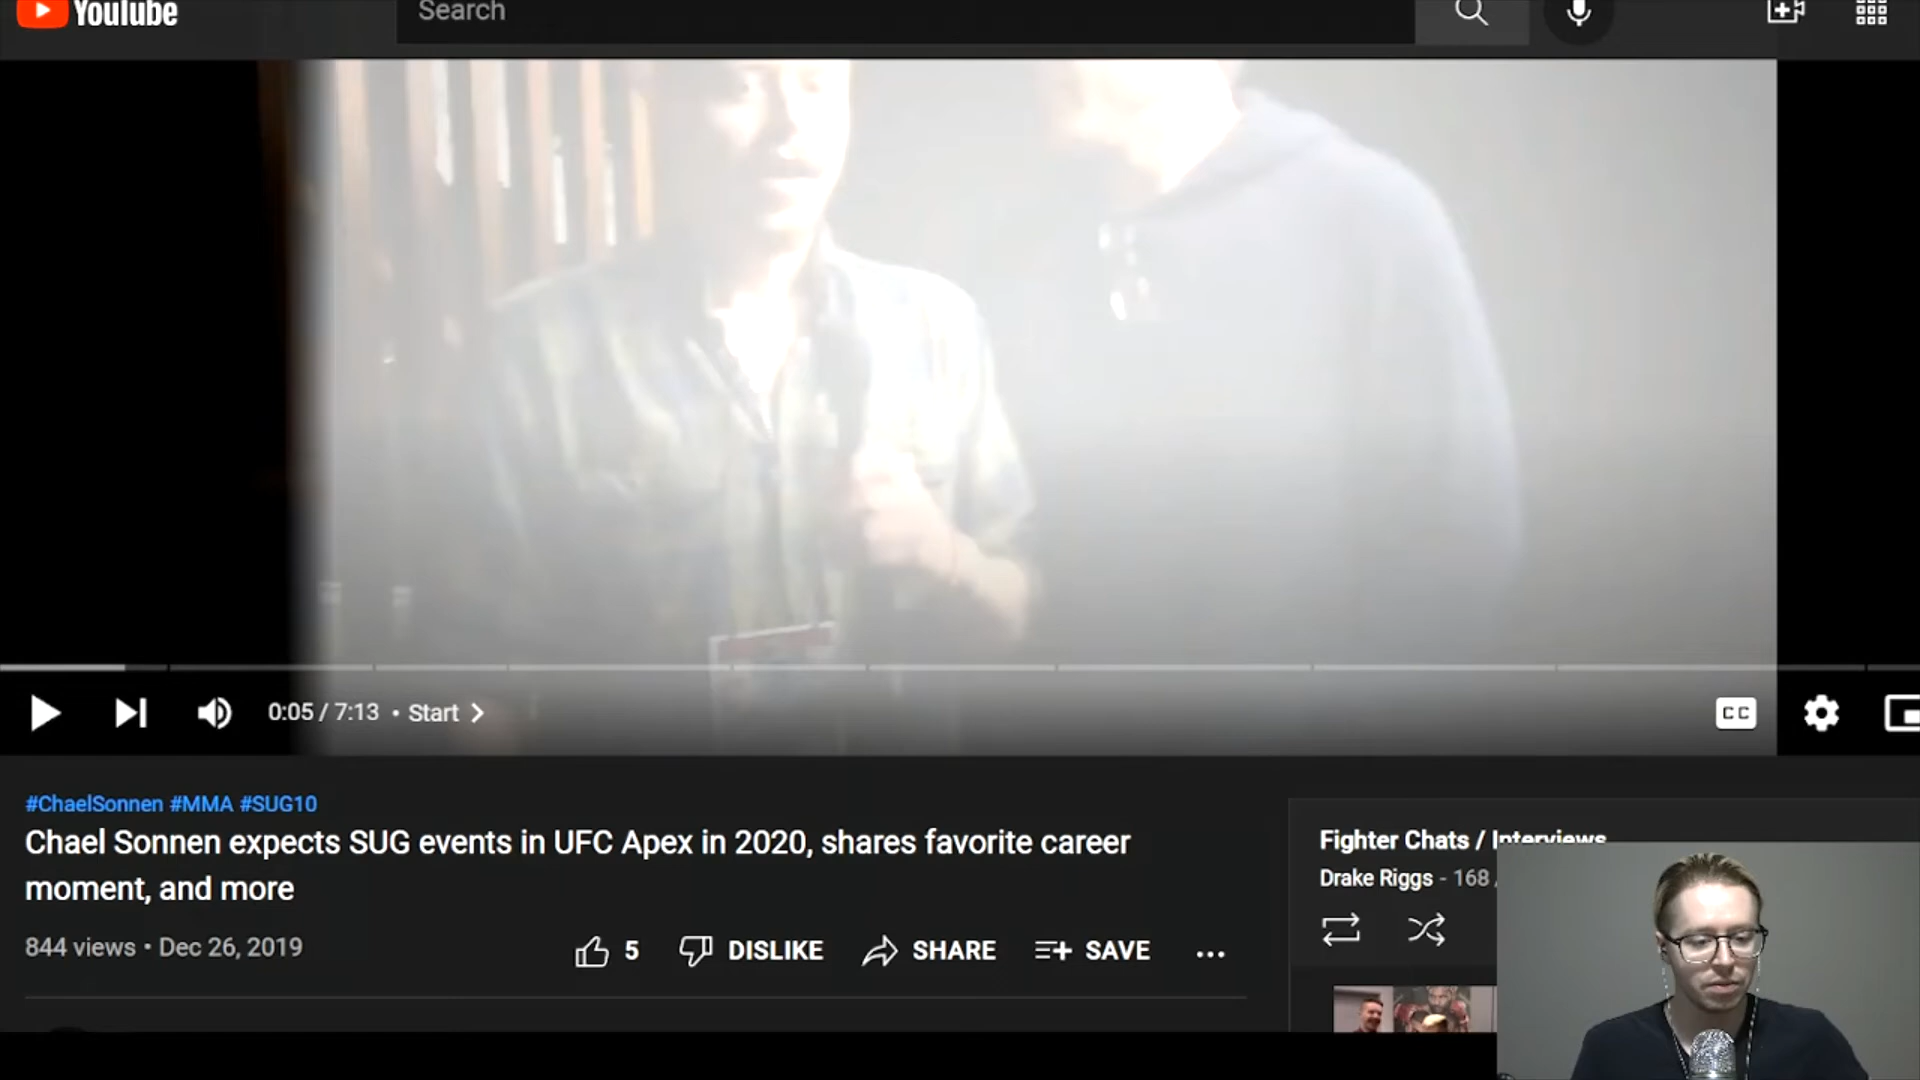 YouTube
Search
0:05 / 7:13 • Start
CC
#ChaelSonnen #MMA #SUG10
Chael Sonnen expects SUG events in UFC Apex in 2020, shares favorite career
moment, and more
844 views • Dec 26, 2019
5 DISLIKE SHARE SAVE
Fighter Chats / Interviews
Drake Riggs - 168